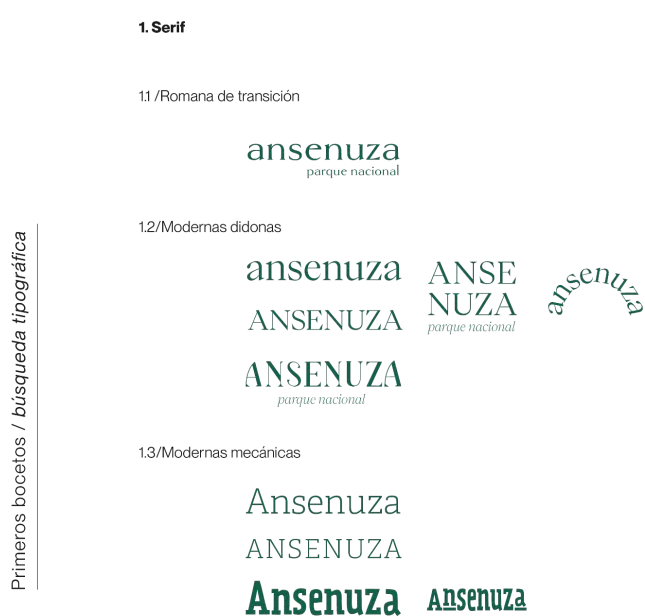 1. Serif
1.1 /Romana de transición
ansenuza
parque nacional
1.2/Modernas didonas
ansenuza
ANSENUZA
ANSENUZA
parque nacional
ANSE
NUZA
parque nacional
ansenuza
1.3/Modernas mecánicas
Ansenuza
ANSENUZA
Ansenuza
Ansenuza
Primeros bocetos / búsqueda tipográfica